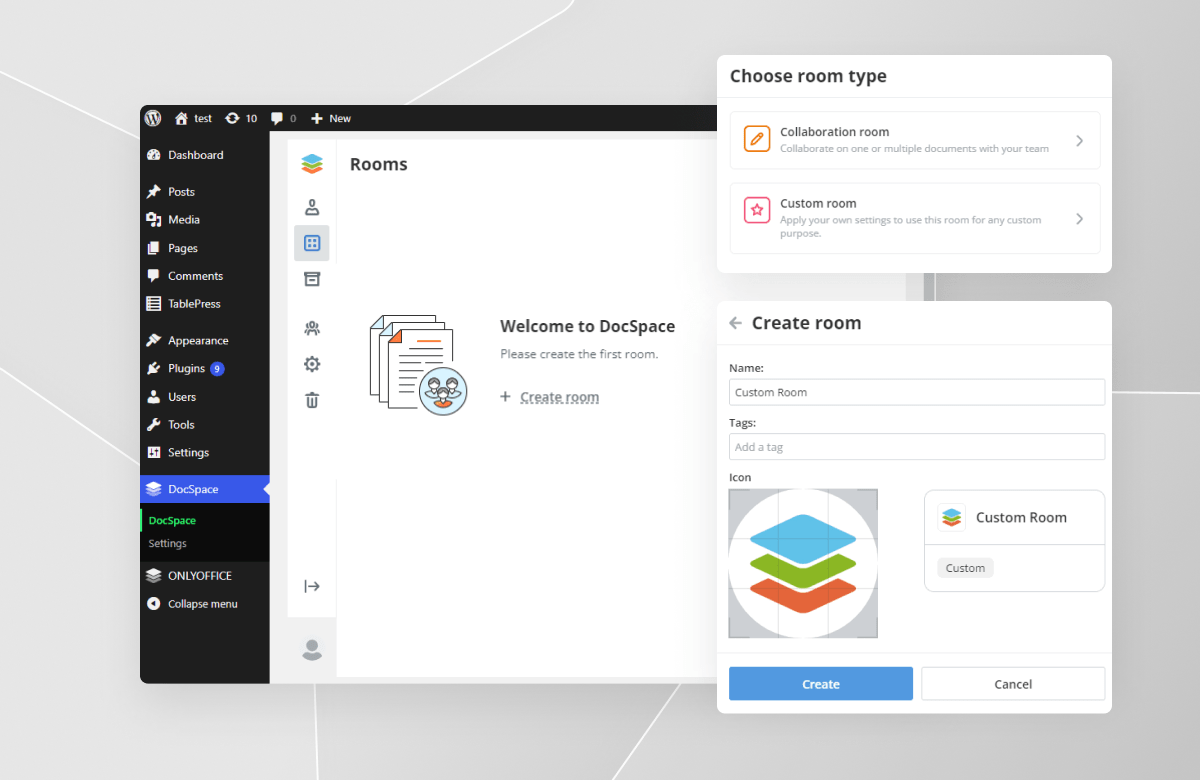 test 10 0 New
Dashboard
Posts
Media
Pages
Comments
TablePress
Appearance
Plugins 9
Users
Tools
Settings
DocSpace
DocSpace
Settings
ONLYOFFICE
Collapse menu
Rooms
Welcome to DocSpace
Please create the first room.
+ Create room
Choose room type
Collaboration room
Collaborate on one or multiple documents with your team
Custom room
Apply your own settings to use this room for any custom
purpose.
Create room
Name:
Custom Room
Tags:
Add a tag
Icon
Custom Room
Custom
Create
Cancel